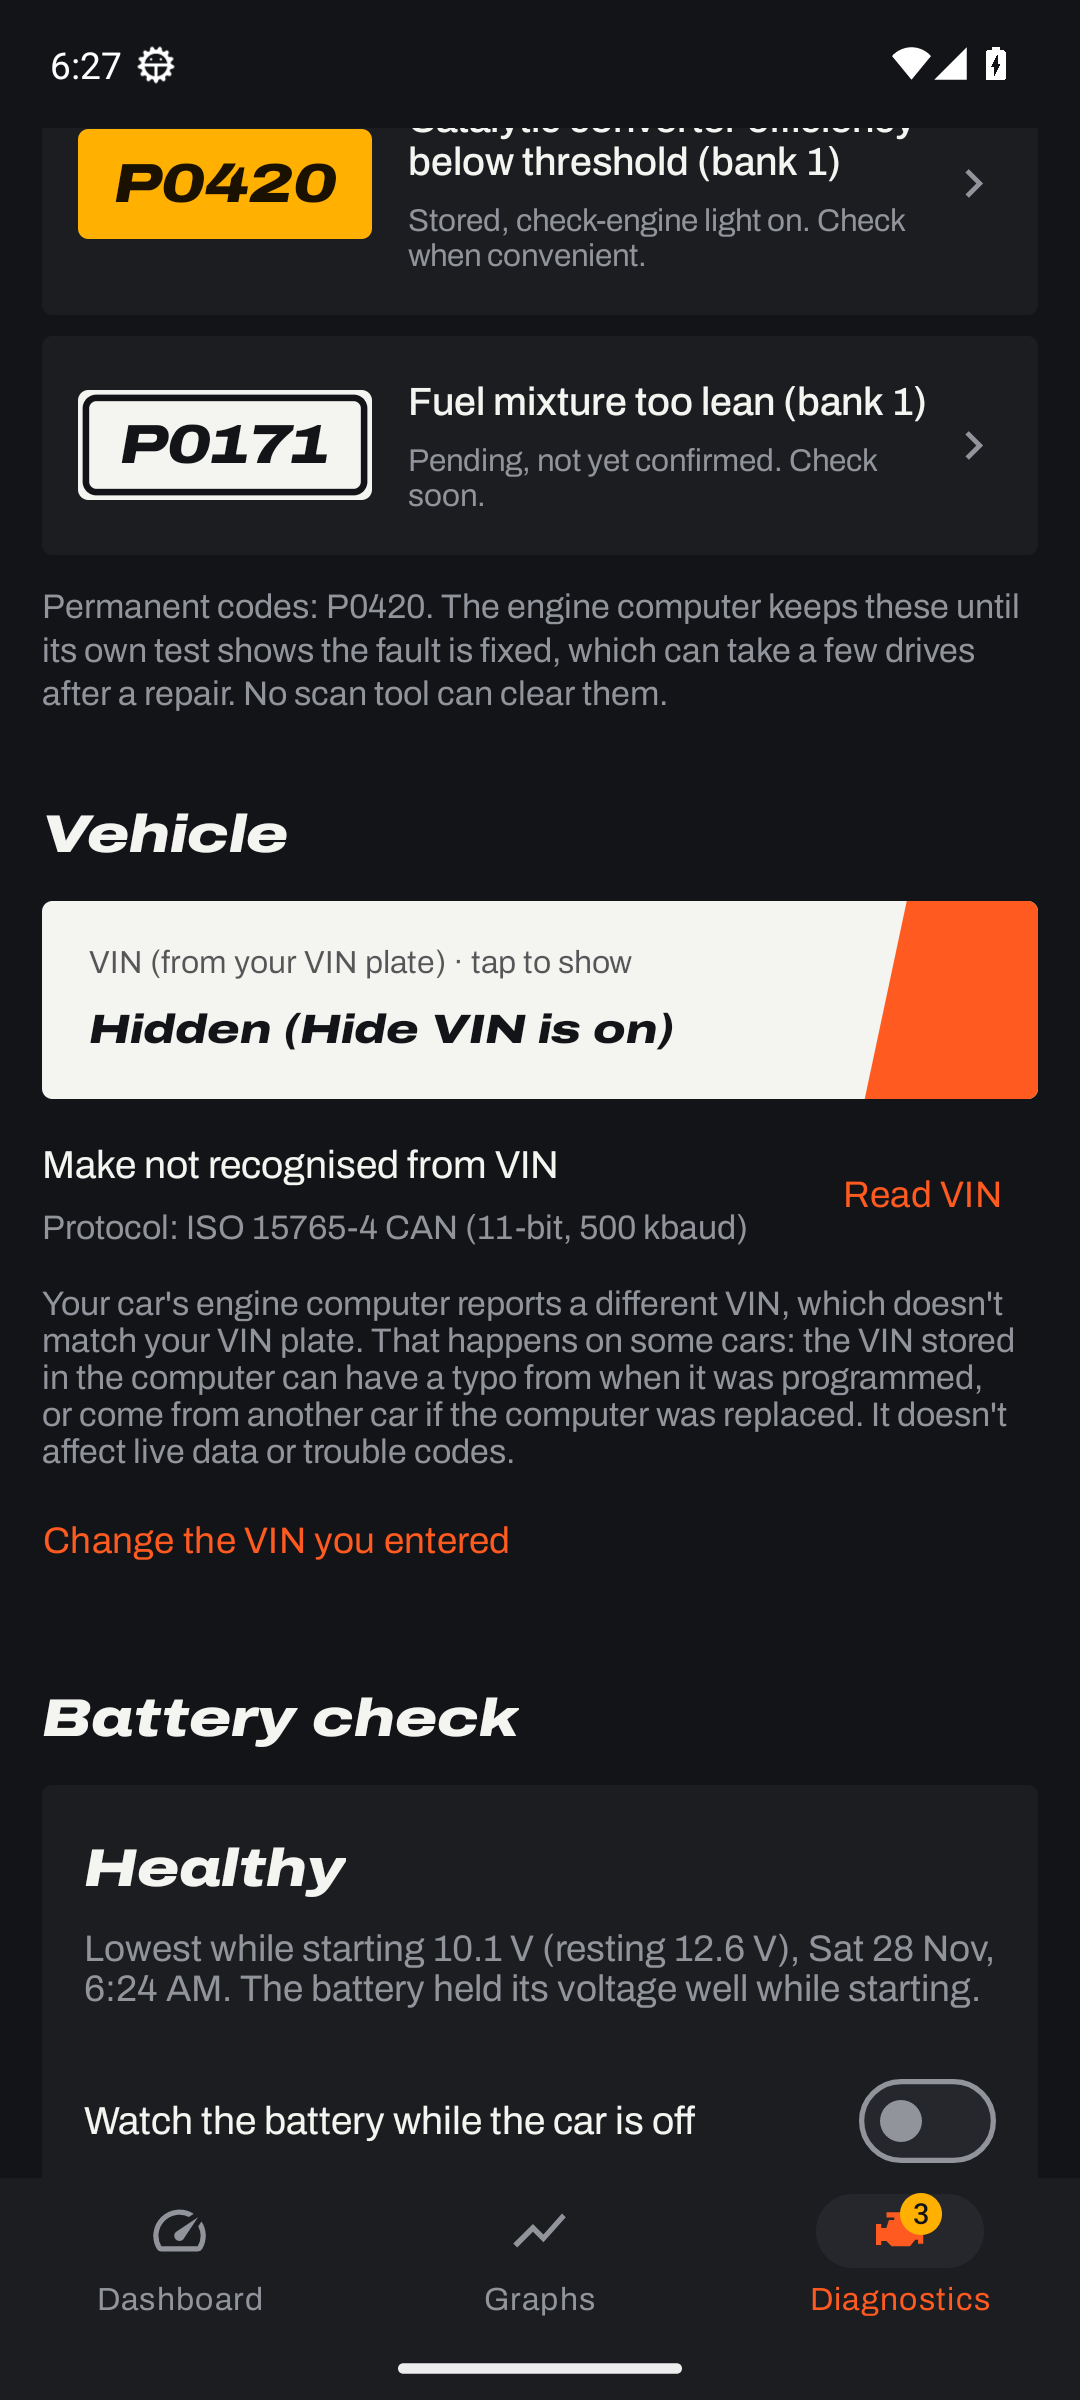 6:27
Catalytic converter efficiency
P0420
below threshold (bank 1)
Stored, check-engine light on. Check
when convenient.
P0171
Fuel mixture too lean (bank 1)
Pending, not yet confirmed. Check
soon.
Permanent codes: P0420. The engine computer keeps these until
its own test shows the fault is fixed, which can take a few drives
after a repair. No scan tool can clear them.
Vehicle
VIN (from your VIN plate) · tap to show
Hidden (Hide VIN is on)
Make not recognised from VIN
Read VIN
Protocol: ISO 15765-4 CAN (11-bit, 500 kbaud)
Your car's engine computer reports a different VIN, which doesn't
match your VIN plate. That happens on some cars: the VIN stored
in the computer can have a typo from when it was programmed,
or come from another car if the computer was replaced. It doesn't
affect live data or trouble codes.
Change the VIN you entered
Battery check
Healthy
Lowest while starting 10.1 V (resting 12.6 V), Sat 28 Nov,
6:24 AM. The battery held its voltage well while starting.
Watch the battery while the car is off
3
Dashboard
Graphs
Diagnostics